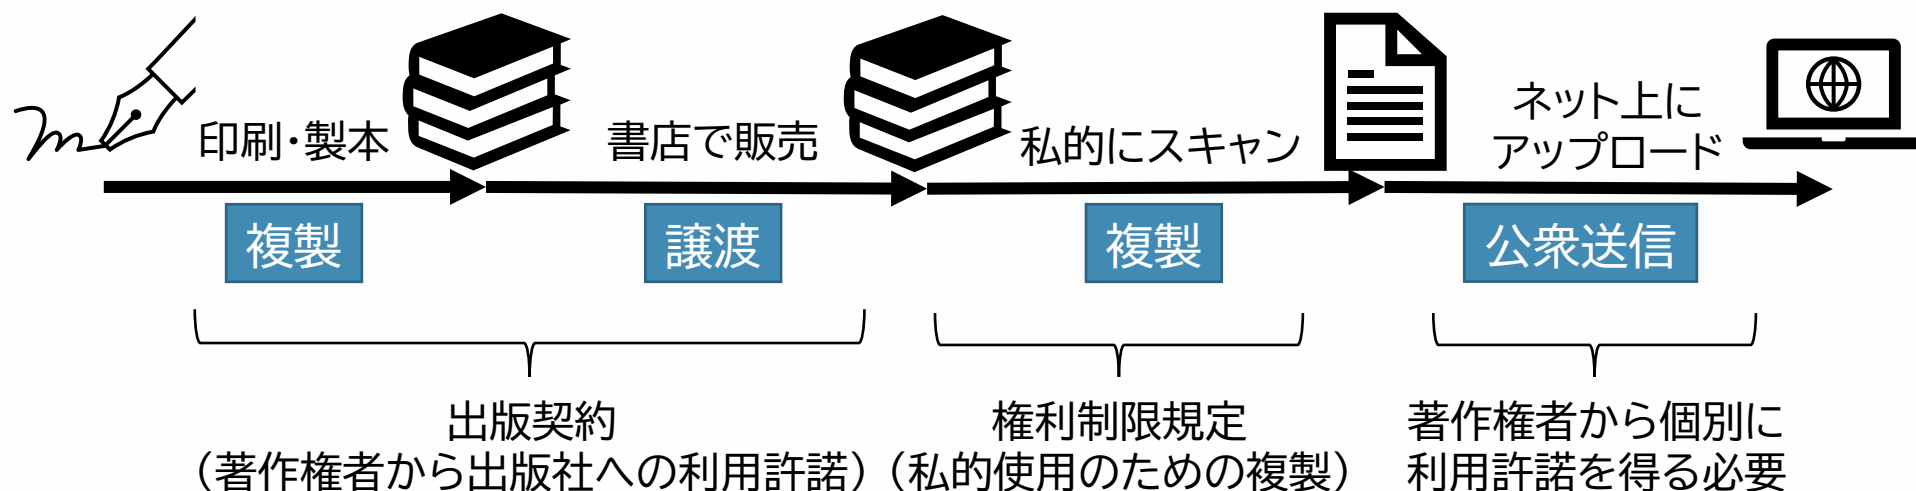 印刷・製本
書店で販売
私的にスキャン
ネット上に
アップロード
複製
譲渡
複製
公衆送信
出版契約
（著作権者から出版社への利用許諾）
権利制限規定
（私的使用のための複製）
著作権者から個別に
利用許諾を得る必要